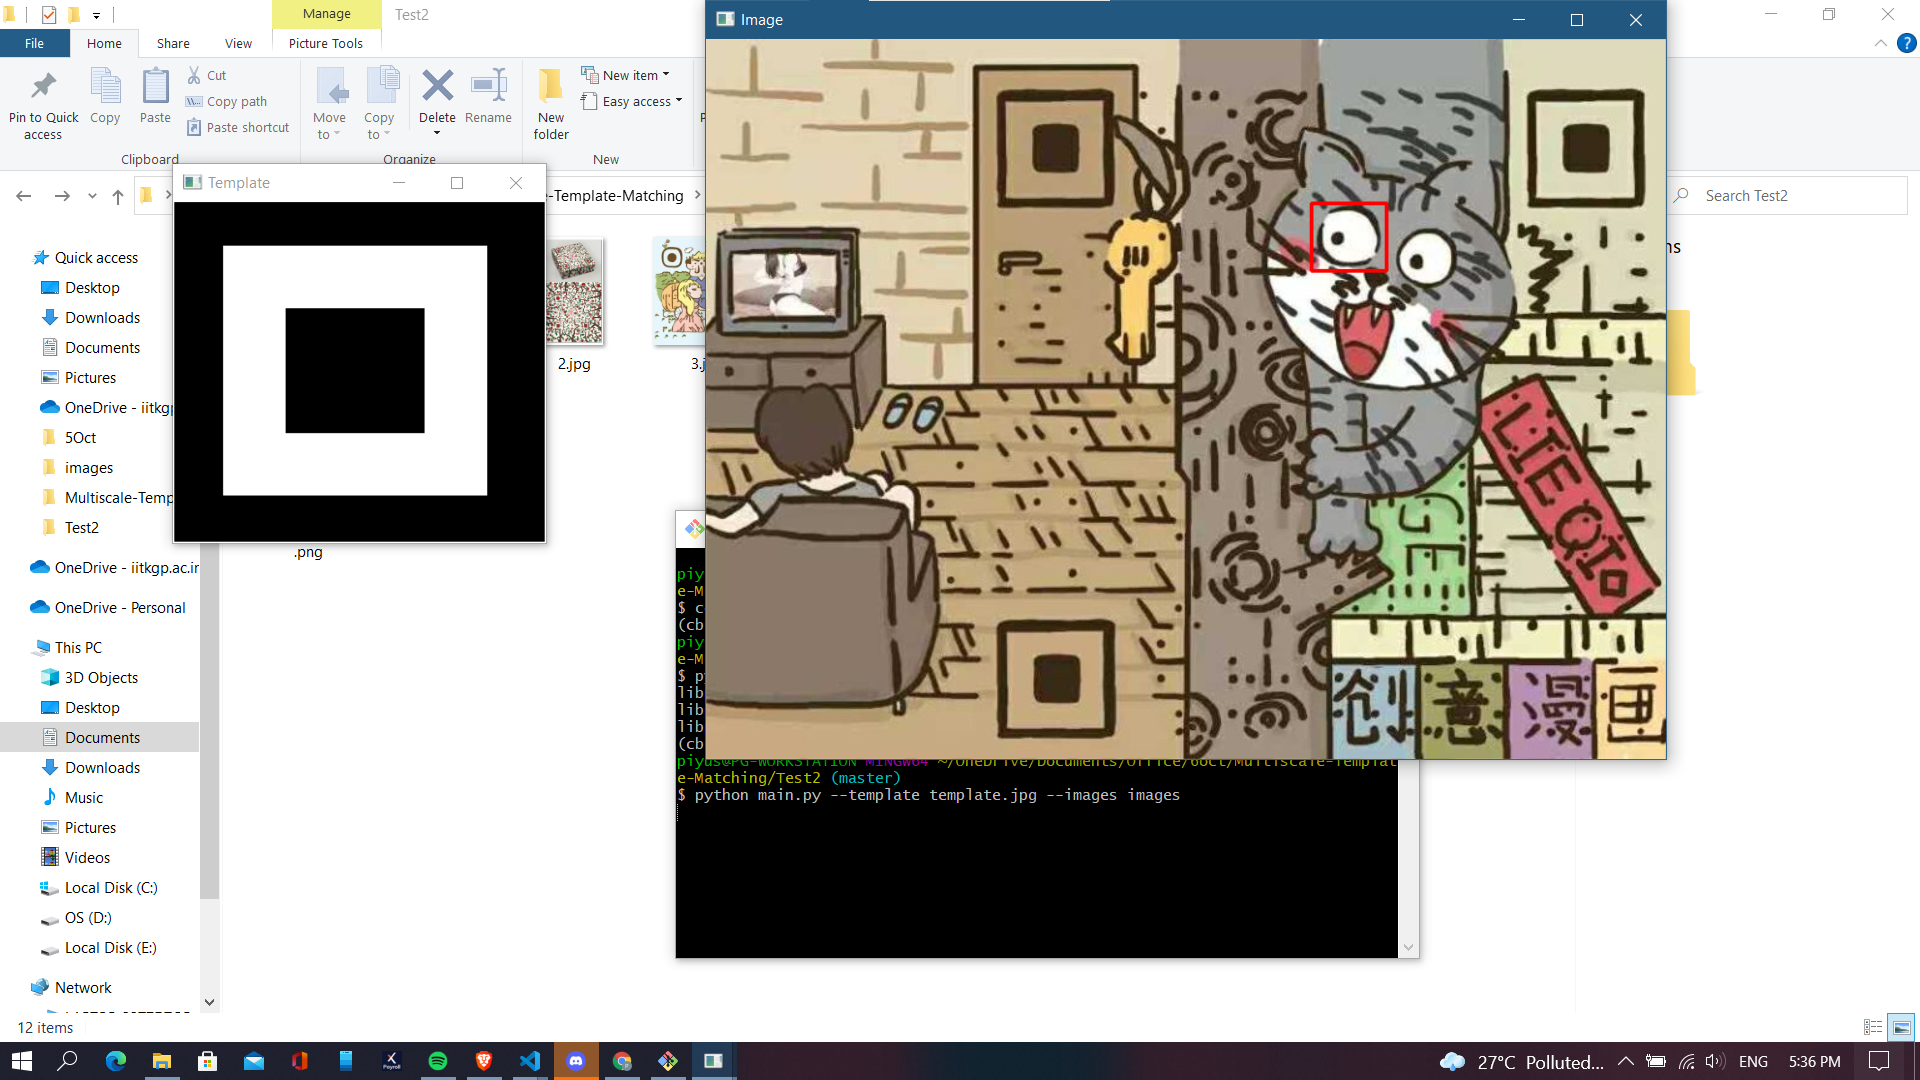 Manage
Test2
Image
File
Home
Share
View
Picture Tools
Pin to Quick access
Copy
Paste
Cut
Copy path
Paste shortcut
Move to
Copy to
Delete
Rename
New folder
New item
Easy access
Clipboard
Organize
New
Template
e-Template-Matching
Search Test2
Quick access
Desktop
Downloads
Documents
Pictures
OneDrive - iitkgp
5Oct
images
Multiscale-Temp
Test2
OneDrive - iitkgp.ac.in
OneDrive - Personal
This PC
3D Objects
Desktop
Documents
Downloads
Music
Pictures
Videos
Local Disk (C:)
OS (D:)
Local Disk (E:)
Network
12 items
2.jpg
3.j
.png
LIEQI
创意漫画
piy
e-M
$ c
(cb
piy
e-M
$ p
lib
lib
lib
(cb
piyus@PG-WORKSTATION MINGW64 ~/OneDrive/Documents/Office/6oct/Multiscale-Templat
e-Matching/Test2 (master)
$ python main.py --template template.jpg --images images
27°C Polluted...
ENG
5:36 PM